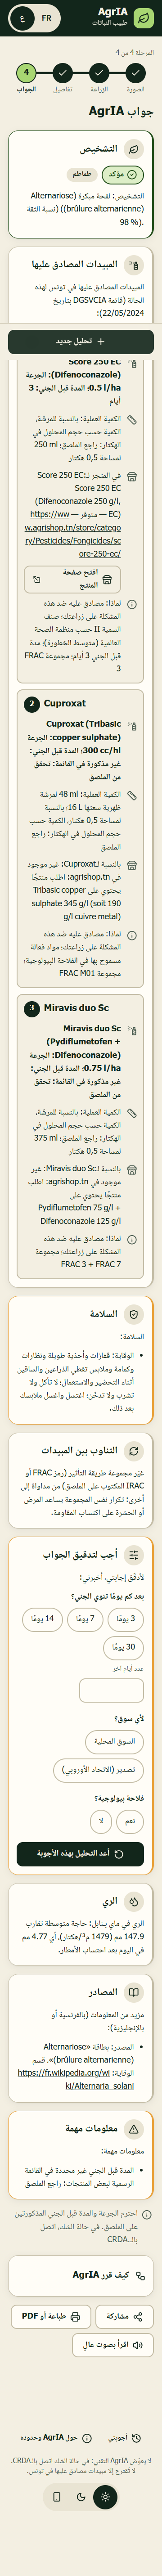 AgrIA
طبيب النباتات
FR
ع
المرحلة 4 من 4
الصورة
الزراعة
تفاصيل
4
الجواب
جواب AgrIA
التشخيص
مؤكد
طماطم
التشخيص: لفحة مبكرة (Alternariose
(brûlure alternarienne)) (نسبة الثقة
98 %).
المبيدات المصادق عليها
المبيدات المصادق عليها في تونس لهذه
الحالة (قائمة DGSVCIA بتاريخ
22/05/2024):
+ تحليل جديد
Score 250 EC
(Difenoconazole): الجرعة
0.5 l/ha؛ المدة قبل الجني: 3
أيام
الكمية العملية: بالنسبة للمرشة،
الكمية حسب حجم المحلول في
الهكتار: راجع الملصق؛ 250 ml
لمساحة 0,5 هكتار
في المتجر لـScore 250 EC:
Score 250 EC
(Difenoconazole 250 g/l,
EC) — متوفر — https://ww
w.agrishop.tn/store/catego
ry/Pesticides/Fongicides/sc
ore-250-ec/
افتح صفحة
المنتج
لماذا: مصادق عليه ضد هذه
المشكلة على زراعتك؛ صنف
السمية II حسب منظمة الصحة
العالمية (متوسط الخطورة)؛ مدة
قبل الجني 3 أيام؛ مجموعة FRAC
3
2
Cuproxat
Cuproxat (Tribasic
copper sulphate): الجرعة
300 cc/hl؛ المدة قبل الجني:
غير مذكورة في القائمة: تحقق
من الملصق
الكمية العملية: 48 ml لمرشة
ظهرية سعتها 16 L؛ بالنسبة
لمساحة 0,5 هكتار، الكمية حسب
حجم المحلول في الهكتار: راجع
الملصق
بالنسبة لـCuproxat: غير موجود
في agrishop.tn: اطلب منتجًا
يحتوي على Tribasic copper
sulphate 345 g/l (soit 190
g/l cuivre metal)
لماذا: مصادق عليه ضد هذه
المشكلة على زراعتك؛ مواد فعالة
مسموح بها في الفلاحة البيولوجية؛
مجموعة FRAC M01
3
Miravis duo Sc
Miravis duo Sc
(Pydiflumetofen +
Difenoconazole): الجرعة
0.75 l/ha؛ المدة قبل الجني:
غير مذكورة في القائمة: تحقق
من الملصق
الكمية العملية: بالنسبة للمرشة،
الكمية حسب حجم المحلول في
الهكتار: راجع الملصق؛ 375 ml
لمساحة 0,5 هكتار
بالنسبة لـMiravis duo Sc: غير
موجود في agrishop.tn: اطلب
منتجًا يحتوي على
Pydiflumetofen 75 g/l +
Difenoconazole 125 g/l
لماذا: مصادق عليه ضد هذه
المشكلة على زراعتك؛ مجموعة
FRAC 3 + FRAC 7
السلامة
السلامة:
• الوقاية: قفازات وأحذية طويلة ونظارات
وكمامة وملابس تغطي الذراعين والساقين
أثناء التحضير والاستعمال؛ لا تأكل ولا
تشرب ولا تدخّن؛ اغتسل واغسل ملابسك
بعد ذلك.
التناوب بين المبيدات
غيّر مجموعة طريقة التأثير (رمز FRAC أو
IRAC المكتوب على الملصق) من مداواة إلى
أخرى: تكرار نفس المجموعة يساعد المرض
أو الحشرة على اكتساب المقاومة.
أجب لتدقيق الجواب
لأدقّق إجابتي، أخبرني:
بعد كم يومًا تنوي الجني؟
3 يومًا
7 يومًا
14 يومًا
30 يومًا
عدد أيام آخر
لأي سوق؟
السوق المحلية
تصدير (الاتحاد الأوروبي)
فلاحة بيولوجية؟
نعم
لا
أعد التحليل بهذه الأجوبة
الري
الري في ماي بـنابل: حاجة متوسطة تقارب
147.9 مم (1479 م³/هكتار)، أي 4.77 مم
في اليوم بعد احتساب الأمطار.
المصادر
مزيد من المعلومات (بالفرنسية أو
بالإنجليزية):
• المصدر: بطاقة «Alternariose
(brûlure alternarienne)»، قسم
الوقاية: https://fr.wikipedia.org/wi
ki/Alternaria_solani
معلومات مهمة
معلومات مهمة:
• المدة قبل الجني غير محددة في القائمة
الرسمية لبعض المنتجات: راجع الملصق
احترم الجرعة والمدة قبل الجني المذكورتين
على الملصق. في حالة الشك، اتصل
بالـCRDA.
كيف قرر AgrIA
مشاركة
طباعة أو PDF
اقرأ بصوت عالٍ
أجوبتي
حول AgrIA وحدوده
لا يعوّض AgrIA التقني: في حالة الشك اتصل بالـCRDA.
لا تُقترح إلا مبيدات مصادق عليها في تونس.